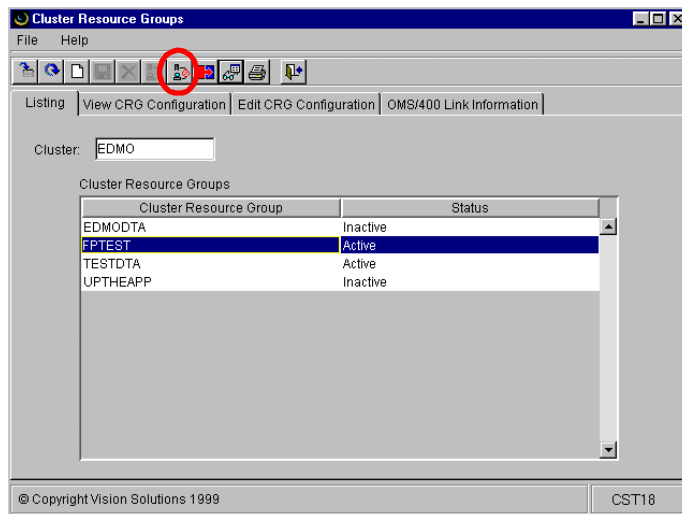 Cluster Resource Groups
File Help
Listing View CRG Configuration Edit CRG Configuration OMS/400 Link Information
Cluster: EDMO
Cluster Resource Groups
Cluster Resource Group Status
EDMODTA Inactive
FPTEST Active
TESTDTA Active
UPTHEAPP Inactive
© Copyright Vision Solutions 1999 CST18